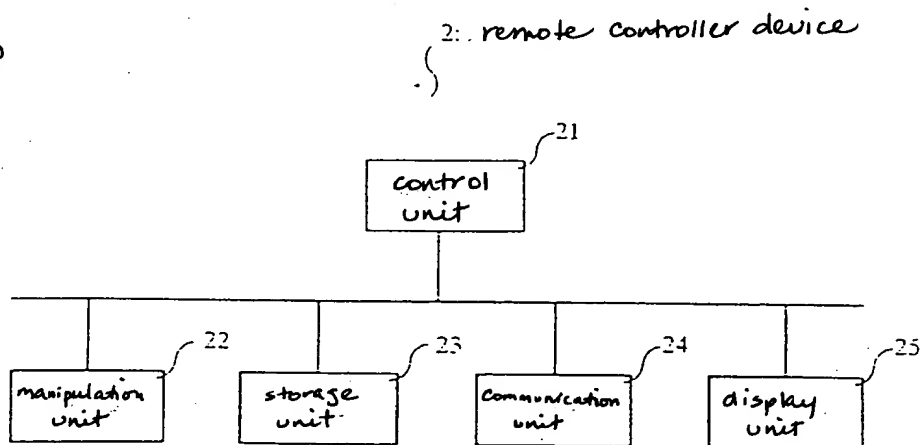 2: remote controller device
21
control
unit
22
23
24
25
manipulation
unit
storage
unit
communication
unit
display
unit